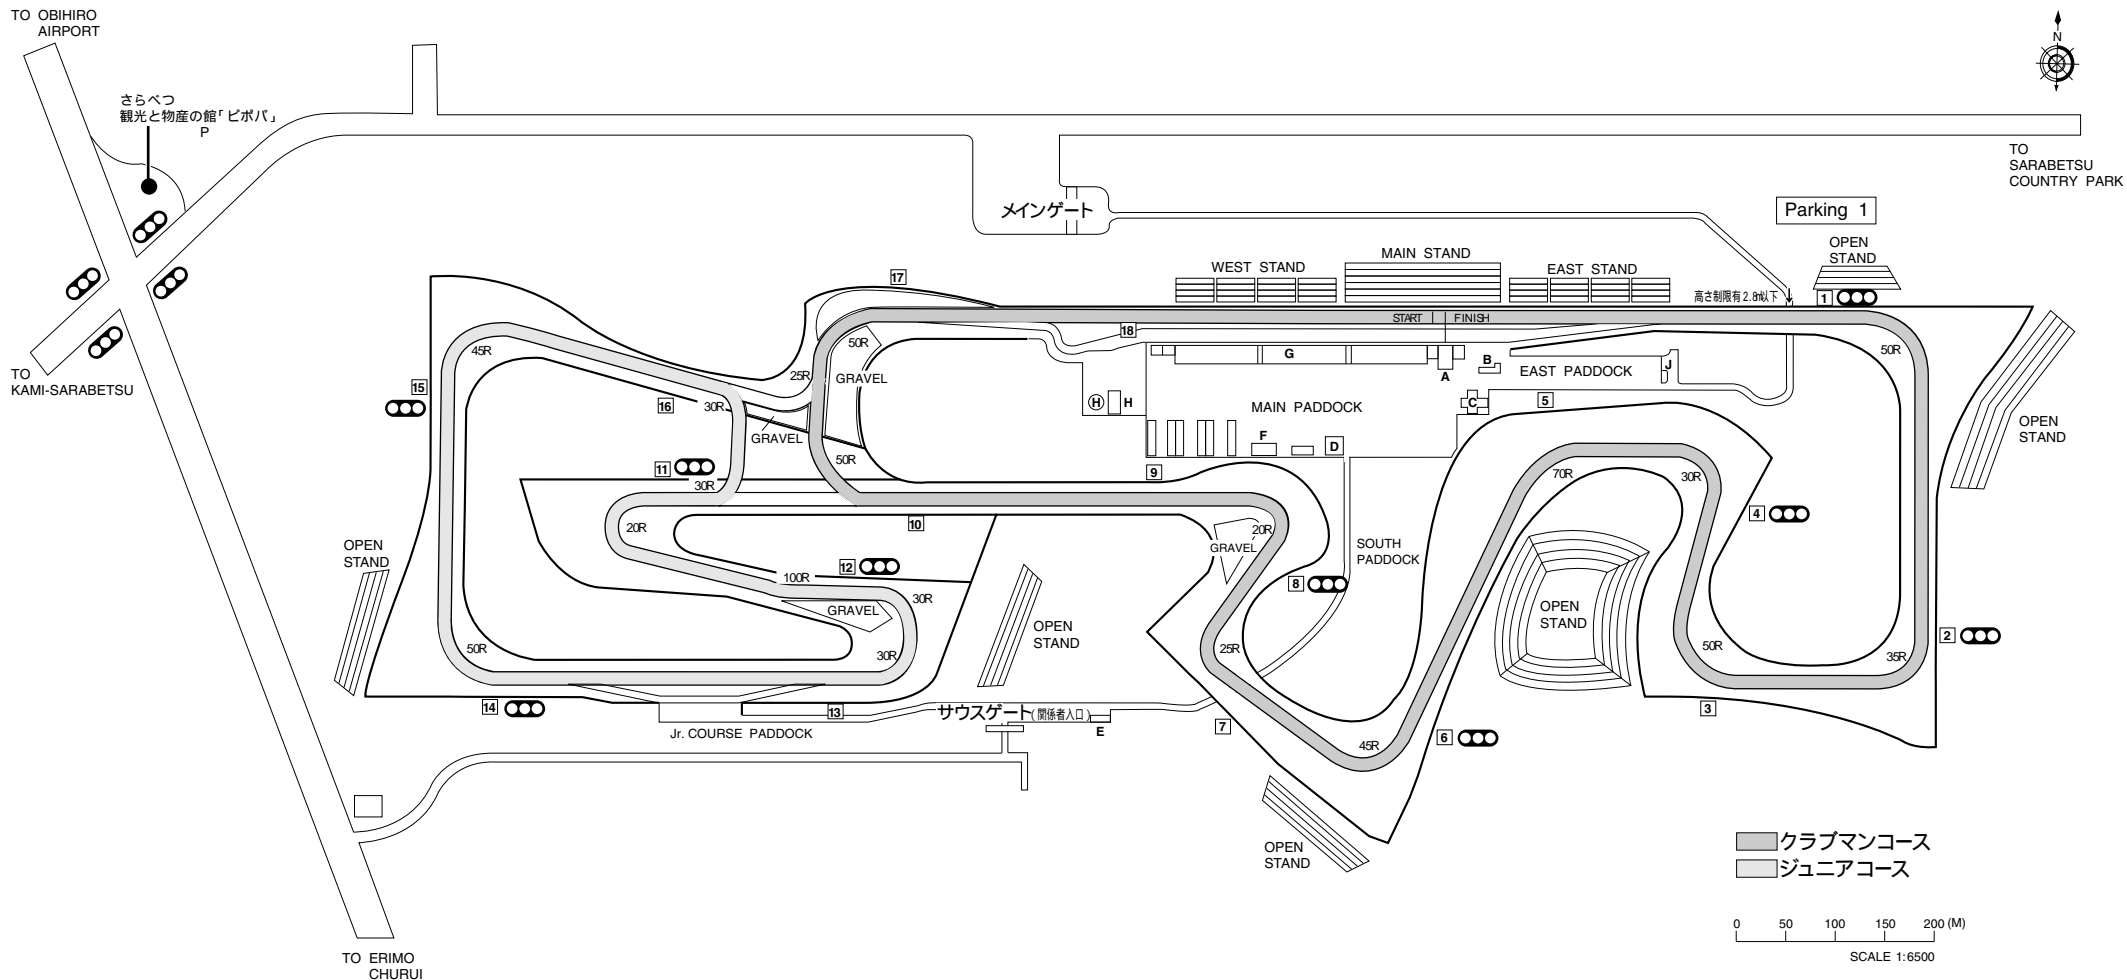 TO OBIHIRO
AIRPORT
さらべつ
観光と物産の館「ピポパ」
P
N
TO
SARABETSU
COUNTRY PARK
メインゲート
Parking 1
OPEN
STAND
WEST STAND
MAIN STAND
EAST STAND
高さ制限有2.8m以下
1
17
START
FINISH
18
50R
50R
45R
25R
GRAVEL
G
A
B
EAST PADDOCK
J
TO
KAMI-SARABETSU
15
16
30R
GRAVEL
H
H
MAIN PADDOCK
C
5
OPEN
STAND
F
D
50R
11
30R
9
70R
30R
20R
10
20R
GRAVEL
4
OPEN
STAND
SOUTH
PADDOCK
12
100R
30R
8
GRAVEL
OPEN
STAND
OPEN
STAND
2
50R
30R
25R
50R
35R
14
13
サウスゲート(関係者入口)
E
7
3
Jr. COURSE PADDOCK
45R
6
OPEN
STAND
クラブマンコース
ジュニアコース
0 50 100 150 200 (M)
SCALE 1:6500
TO ERIMO
CHURUI